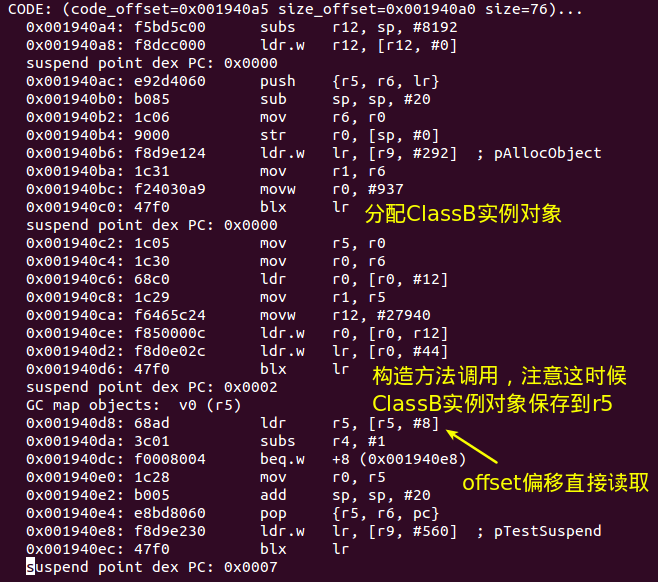 CODE: (code_offset=0x001940a5 size_offset=0x001940a0 size=76)...
0x001940a4: f5bd5c00 subs r12, sp, #8192
0x001940a8: f8dcc000 ldr.w r12, [r12, #0]
suspend point dex PC: 0x0000
0x001940ac: e92d4060 push {r5, r6, lr}
0x001940b0: b085 sub sp, sp, #20
0x001940b2: 1c06 mov r6, r0
0x001940b4: 9000 str r0, [sp, #0]
0x001940b6: f8d9e124 ldr.w lr, [r9, #292] ; pAllocObject
0x001940ba: 1c31 mov r1, r6
0x001940bc: f24030a9 movw r0, #937
0x001940c0: 47f0 blx lr 分配ClassB实例对象
suspend point dex PC: 0x0000
0x001940c2: 1c05 mov r5, r0
0x001940c4: 1c30 mov r0, r6
0x001940c6: 68c0 ldr r0, [r0, #12]
0x001940c8: 1c29 mov r1, r5
0x001940ca: f6465c24 movw r12, #27940
0x001940ce: f850000c ldr.w r0, [r0, r12]
0x001940d2: f8d0e02c ldr.w lr, [r0, #44]
0x001940d6: 47f0 blx lr
构造方法调用，注意这时候
suspend point dex PC: 0x0002
ClassB实例对象保存到r5
GC map objects: v0 (r5)
0x001940d8: 68ad ldr r5, [r5, #8]
0x001940da: 3c01 subs r4, #1
0x001940dc: f0008004 beq.w +8 (0x001940e8)
offset偏移直接读取
0x001940e0: 1c28 mov r0, r5
0x001940e2: b005 add sp, sp, #20
0x001940e4: e8bd8060 pop {r5, r6, pc}
0x001940e8: f8d9e230 ldr.w lr, [r9, #560] ; pTestSuspend
0x001940ec: 47f0 blx lr
suspend point dex PC: 0x0007